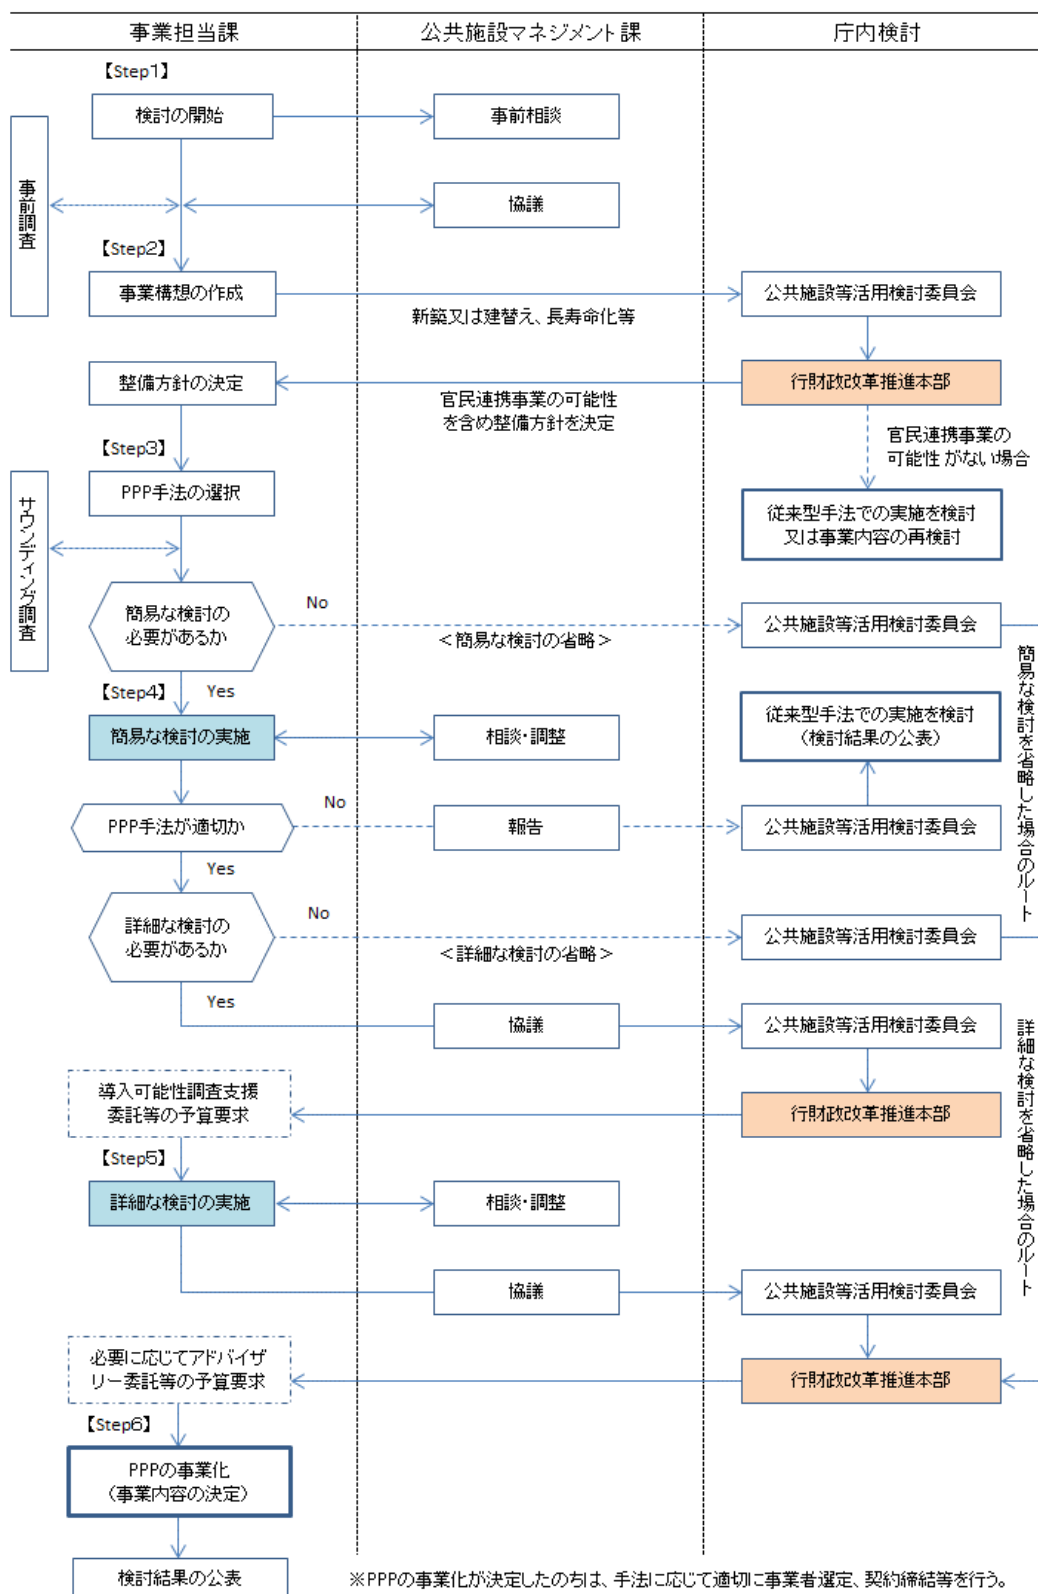 事業担当課
公共施設マネジメント課
庁内検討
【Step1】
検討の開始
事前相談
事前調査
協議
【Step2】
事業構想の作成
公共施設等活用検討委員会
新築又は建替え、長寿命化等
整備方針の決定
行財政改革推進本部
官民連携事業の可能性
を含め整備方針を決定
官民連携事業の
可能性がない場合
【Step3】
PPP手法の選択
サウンディング調査
従来型手法での実施を検討
又は事業内容の再検討
簡易な検討の
必要があるか
No
<簡易な検討の省略>
公共施設等活用検討委員会
簡易な検討を省略した場合のルート
Yes
【Step4】
簡易な検討の実施
相談・調整
従来型手法での実施を検討
(検討結果の公表)
PPP手法が適切か
No
報告
公共施設等活用検討委員会
Yes
詳細な検討の
必要があるか
No
<詳細な検討の省略>
公共施設等活用検討委員会
Yes
協議
公共施設等活用検討委員会
詳細な検討を省略した場合のルート
導入可能性調査支援
委託等の予算要求
行財政改革推進本部
【Step5】
詳細な検討の実施
相談・調整
協議
公共施設等活用検討委員会
必要に応じてアドバイザ
リー委託等の予算要求
行財政改革推進本部
【Step6】
PPPの事業化
(事業内容の決定)
検討結果の公表
※PPPの事業化が決定したのちは、手法に応じて適切に事業者選定、契約締結等を行う。